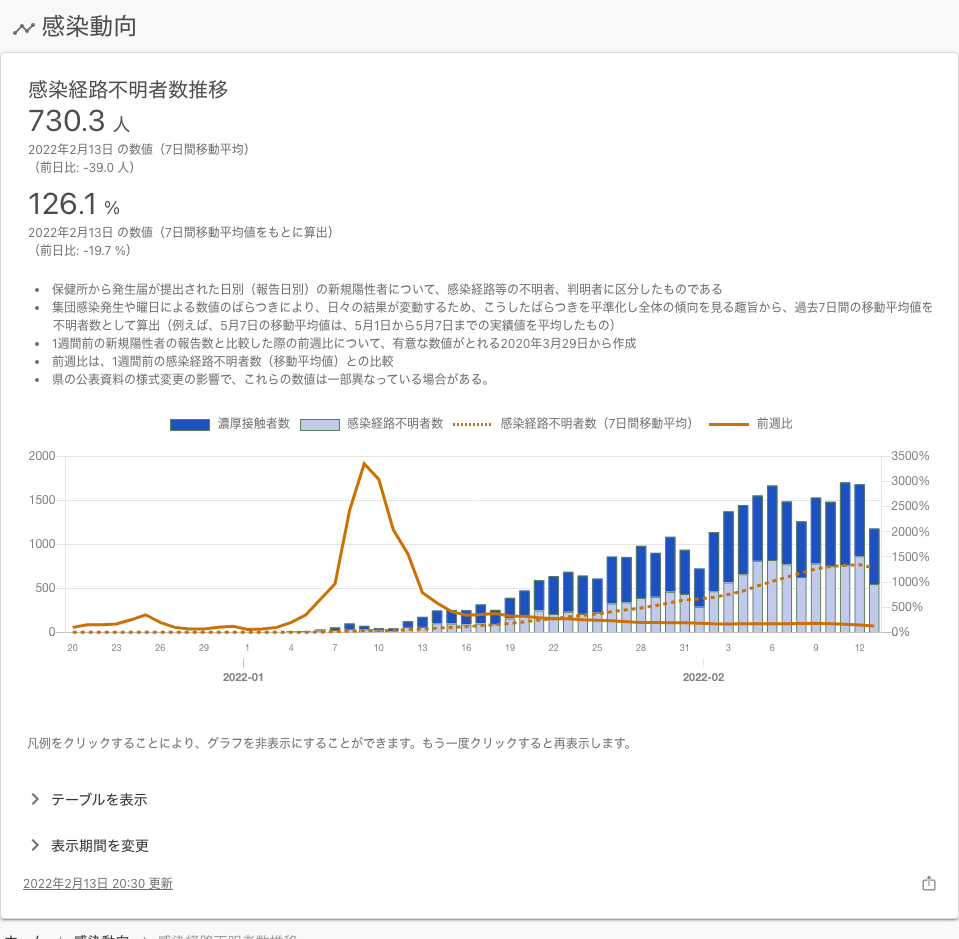 感染動向
感染経路不明者数推移
730.3 人
2022年2月13日 の数値（7日間移動平均）
（前日比: -39.0 人）
126.1 %
2022年2月13日 の数値（7日間移動平均値をもとに算出）
（前日比: -19.7 %）
• 保健所から発生届が提出された日別（報告日別）の新規陽性者について、感染経路等の不明者、判明者に区分したものである
• 集団感染発生や曜日による数値のばらつきにより、日々の結果が変動するため、こうしたばらつきを平準化し全体の傾向を見る趣旨から、過去7日間の移動平均値を
不明者数として算出（例えば、5月7日の移動平均値は、5月1日から5月7日までの実績値を平均したもの）
• 1週間前の新規陽性者の報告数と比較した際の前週比について、有意な数値がとれる2020年3月29日から作成
• 前週比は、1週間前の感染経路不明者数（移動平均値）との比較
• 県の公表資料の様式変更の影響で、これらの数値は一部異なっている場合がある。
濃厚接触者数 感染経路不明者数 感染経路不明者数（7日間移動平均） 前週比
2000 3500%
3000%
1500 2500%
1000 2000%
1500%
500 1000%
500%
0 0%
20 23 26 29 1 4 7 10 13 16 19 22 25 28 31 3 6 9 12
2022-01 2022-02
凡例をクリックすることにより、グラフを非表示にすることができます。もう一度クリックすると再表示します。
テーブルを表示
表示期間を変更
2022年2月13日 20:30 更新